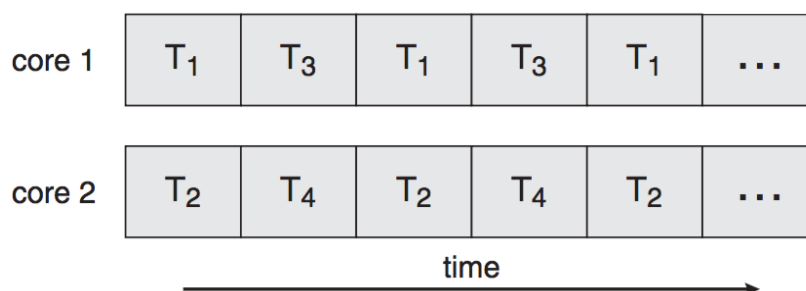 core 1 T₁ T₃ T₁ T₃ T₁ ...
core 2 T₂ T₄ T₂ T₄ T₂ ...
time